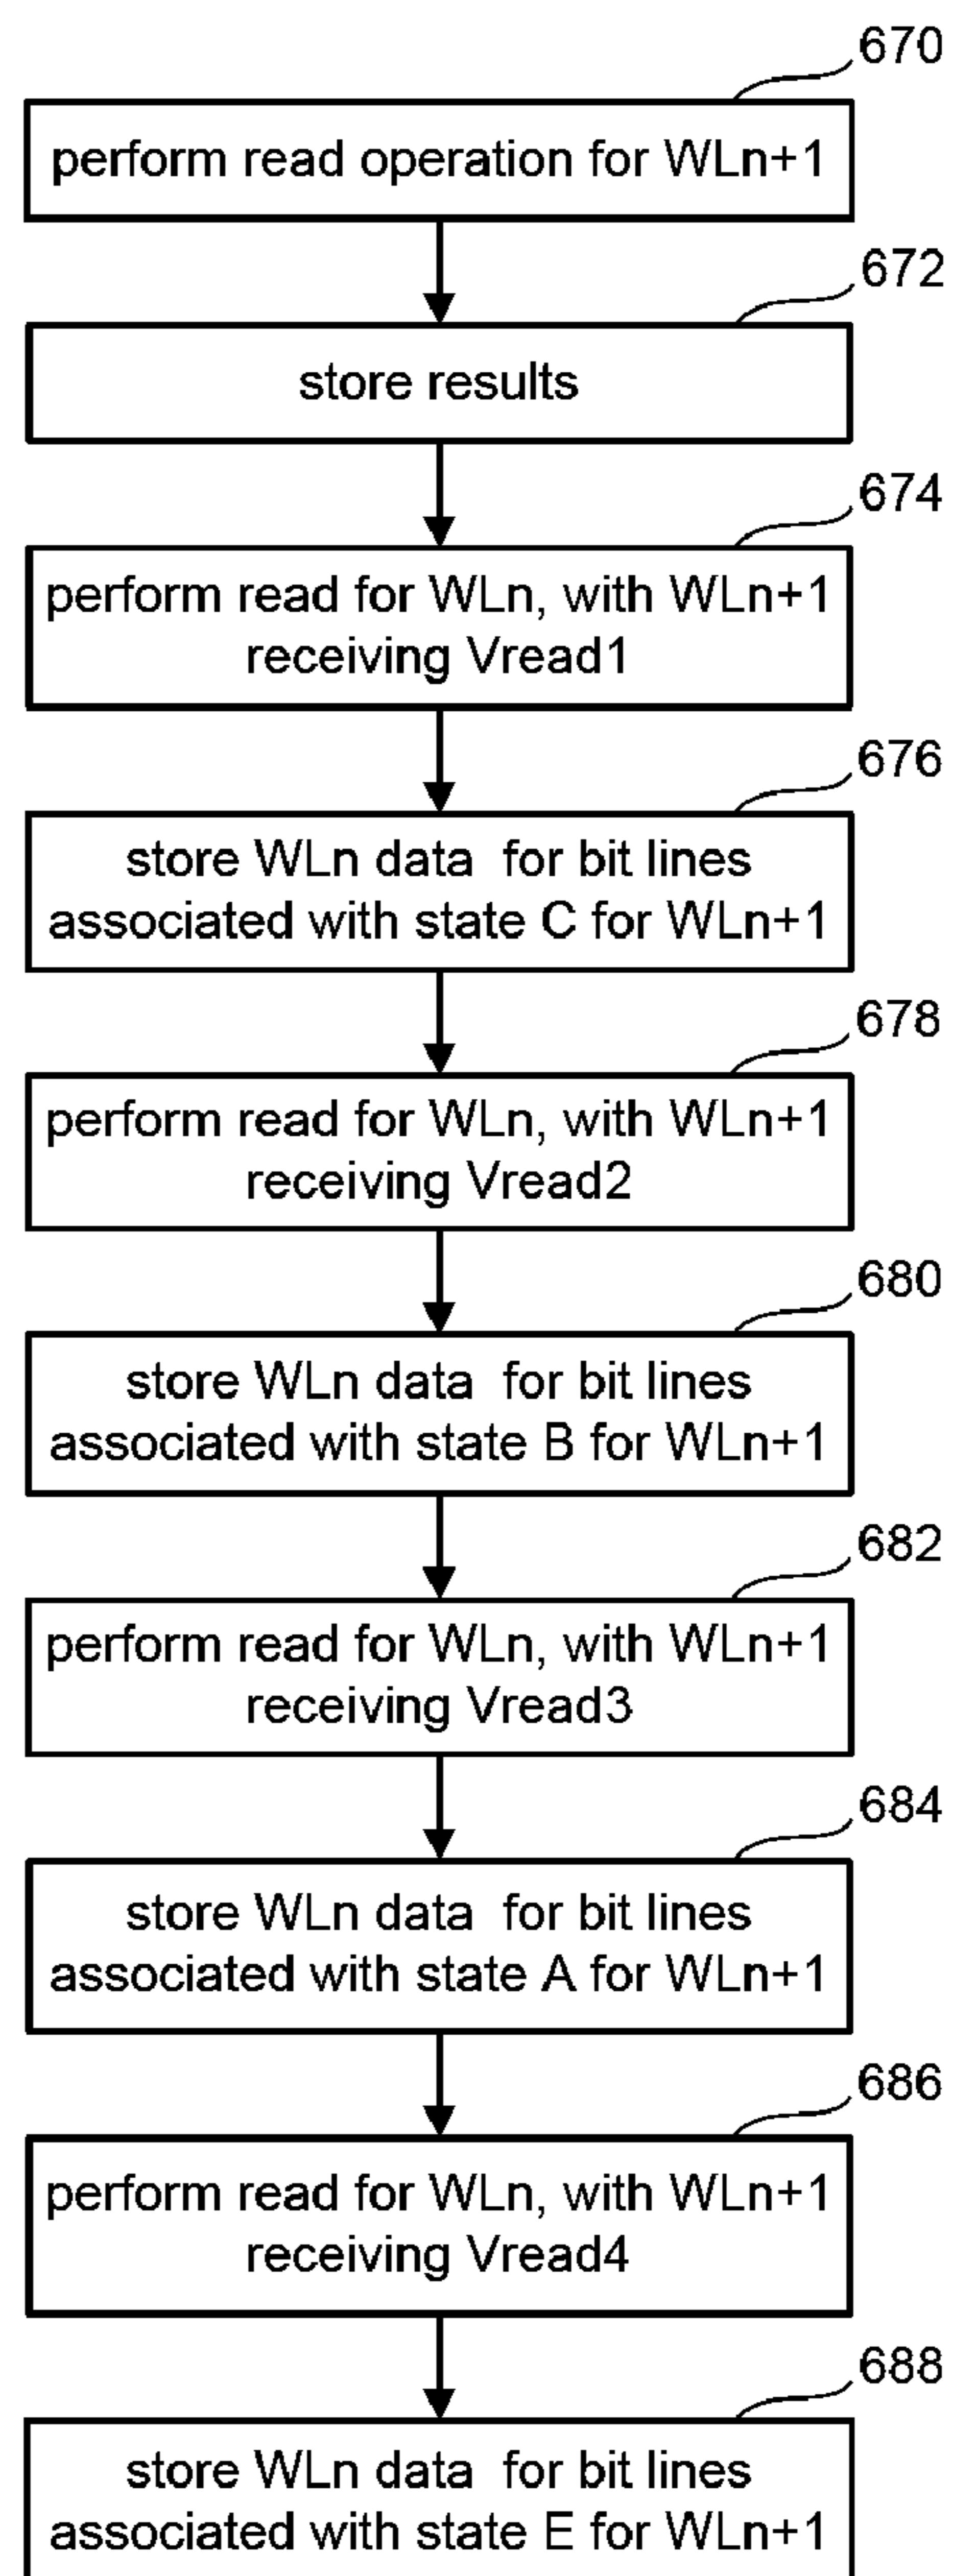 670
perform read operation for WLn+1
672
store results
674
perform read for WLn, with WLn+1
receiving Vread1
676
store WLn data for bit lines
associated with state C for WLn+1
678
perform read for WLn, with WLn+1
receiving Vread2
680
store WLn data for bit lines
associated with state B for WLn+1
682
perform read for WLn, with WLn+1
receiving Vread3
684
store WLn data for bit lines
associated with state A for WLn+1
686
perform read for WLn, with WLn+1
receiving Vread4
688
store WLn data for bit lines
associated with state E for WLn+1